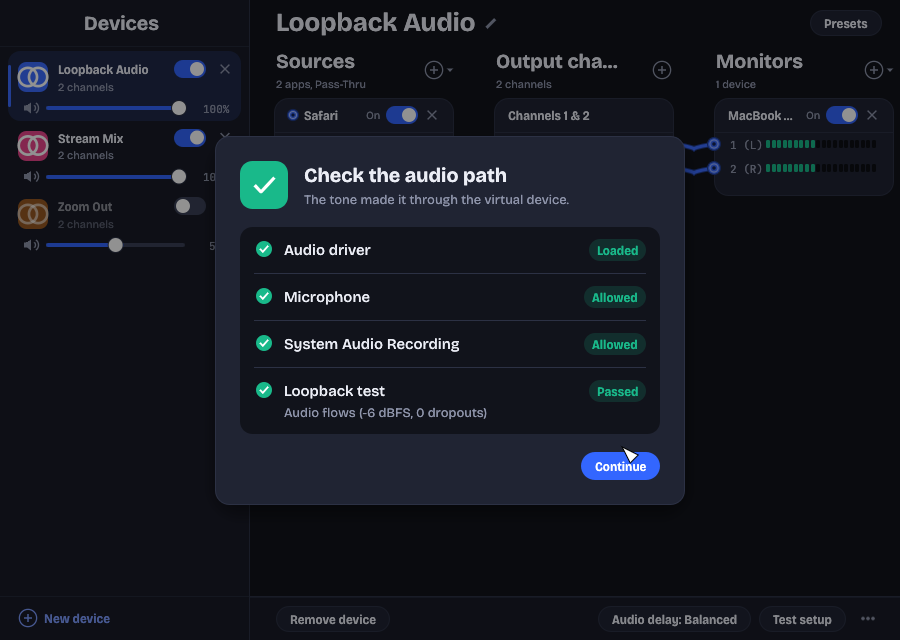 Devices
Loopback Audio
2 channels
100%
Stream Mix
2 channels
10
Zoom Out
2 channels
5
New device
Loopback Audio
Presets
Sources
2 apps, Pass-Thru
Output cha...
2 channels
Monitors
1 device
Safari
On
Channels 1 & 2
MacBook ...
On
1 (L)
2 (R)
Check the audio path
The tone made it through the virtual device.
Audio driver
Loaded
Microphone
Allowed
System Audio Recording
Allowed
Loopback test
Passed
Audio flows (-6 dBFS, 0 dropouts)
Continue
Remove device
Audio delay: Balanced
Test setup